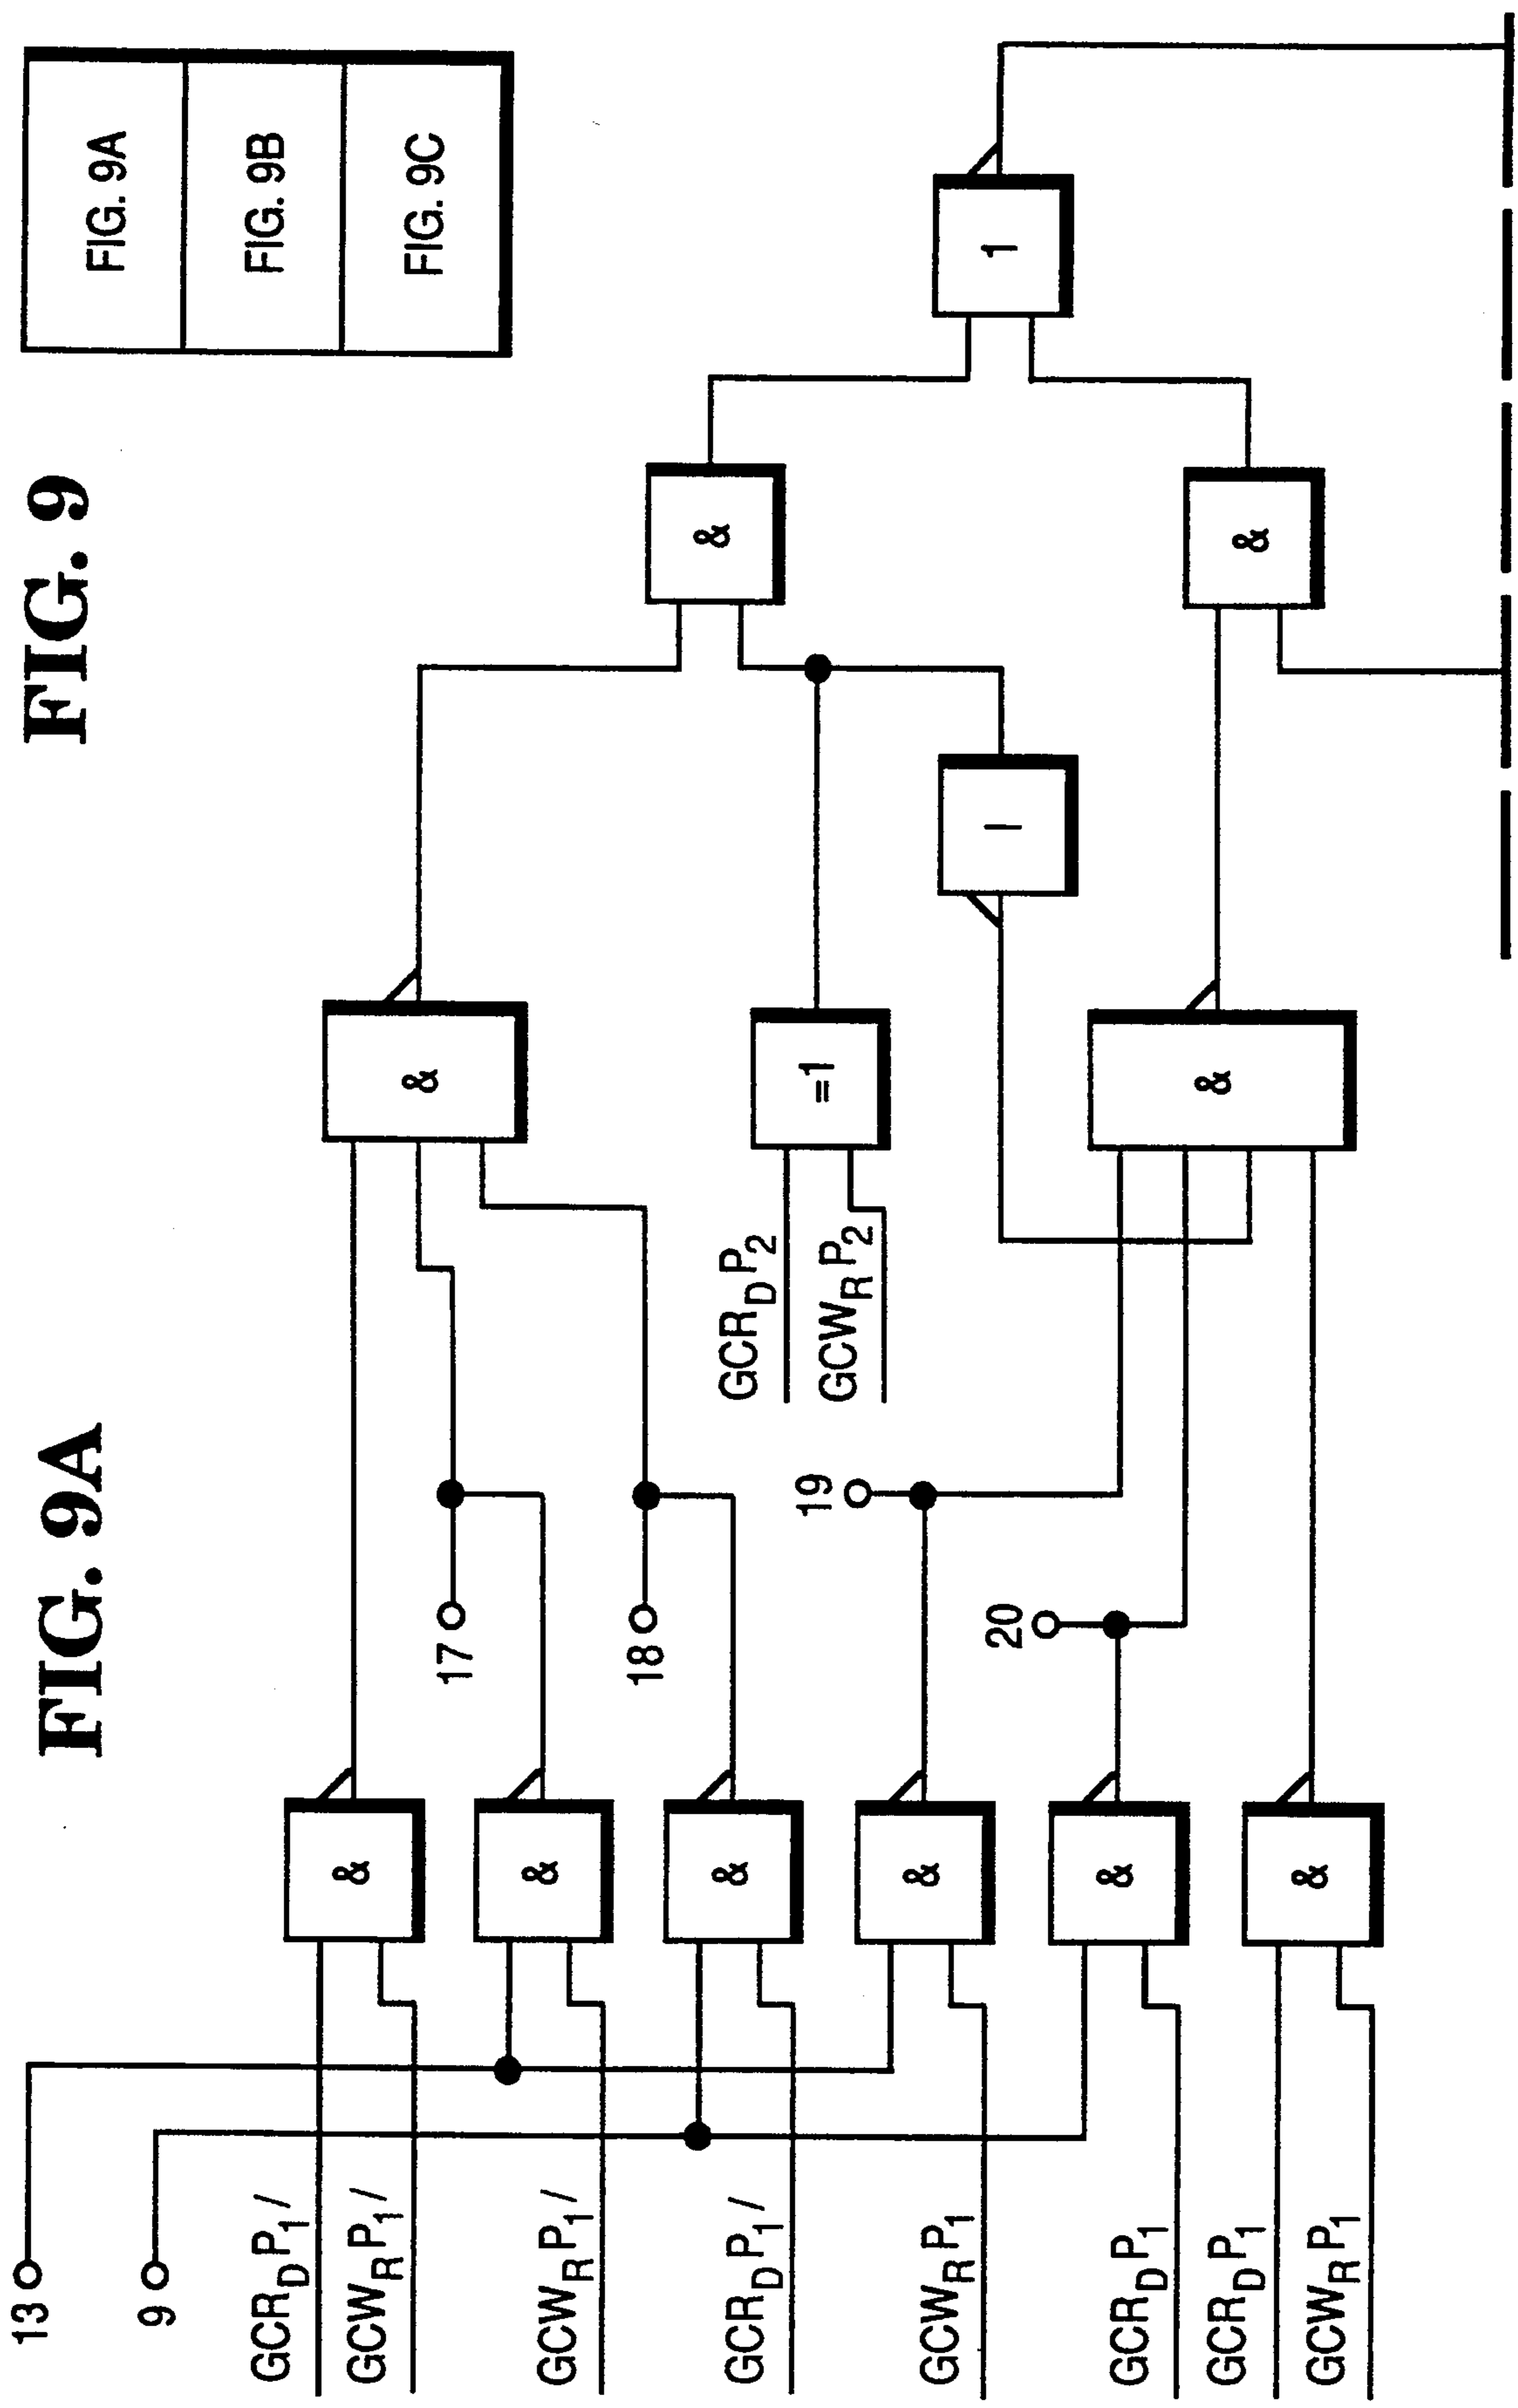 FIG. 9
FIG. 9A
FIG. 9B
FIG. 9C
FIG. 9A
13
9
GCR_D P_1 /
GCW_R P_1 /
&
&
&
1
GCW_R P_1 /
&
17
GCR_D P_1 /
&
18
GCR_D P_2
GCW_R P_2
=1
I
GCW_R P_1
&
19
GCR_D P_1
&
20
&
&
GCR_D P_1
GCW_R P_1
&